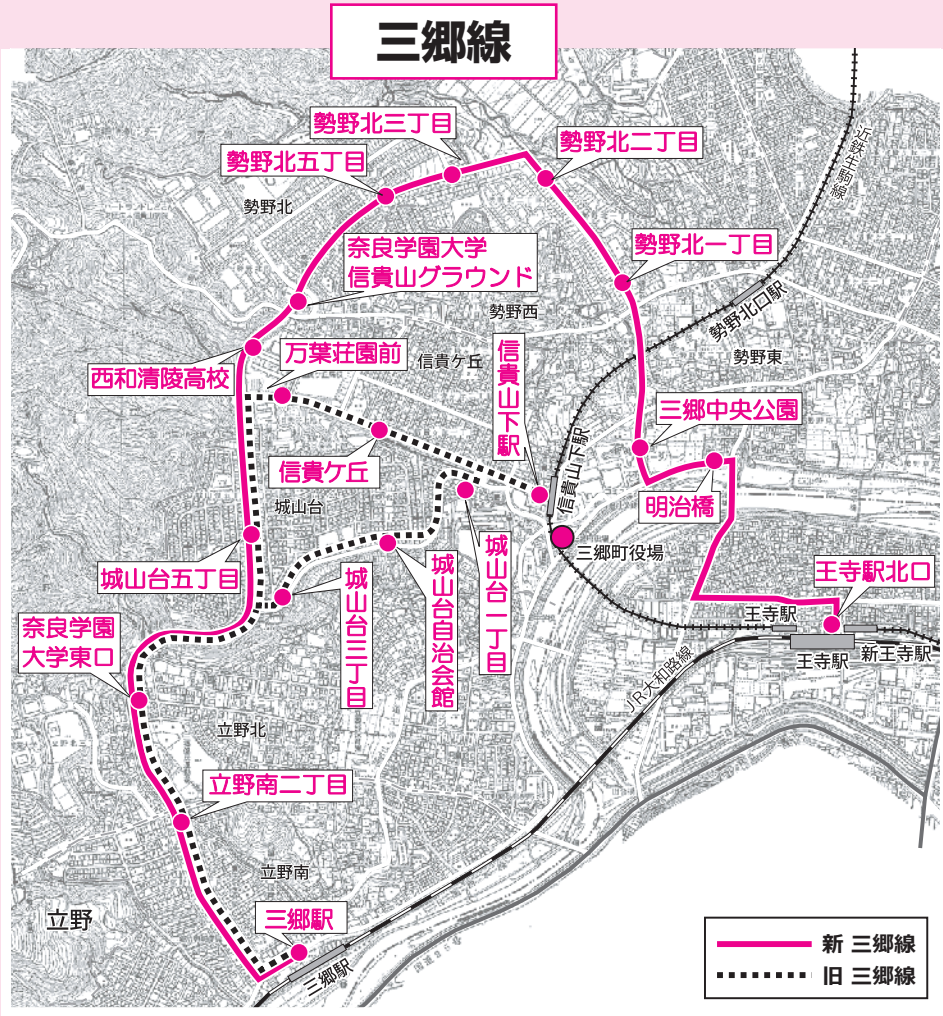 三郷線
勢野北三丁目
勢野北二丁目
勢野北五丁目
近鉄生駒線
勢野北
勢野北一丁目
奈良学園大学
信貴山グラウンド
勢野北口駅
勢野西
万葉荘園前
信貴ケ丘
信貴山下駅
勢野東
西和清陵高校
三郷中央公園
信貴ケ丘
信貴山下駅
明治橋
城山台
三郷町役場
城山台五丁目
城山台三丁目
城山台自治会館
城山台一丁目
王寺駅北口
奈良学園
大学東口
王寺駅
王寺駅
新王寺駅
JR大和路線
立野北
立野南二丁目
立野南
立野
三郷駅
三郷駅
新 三郷線
旧 三郷線